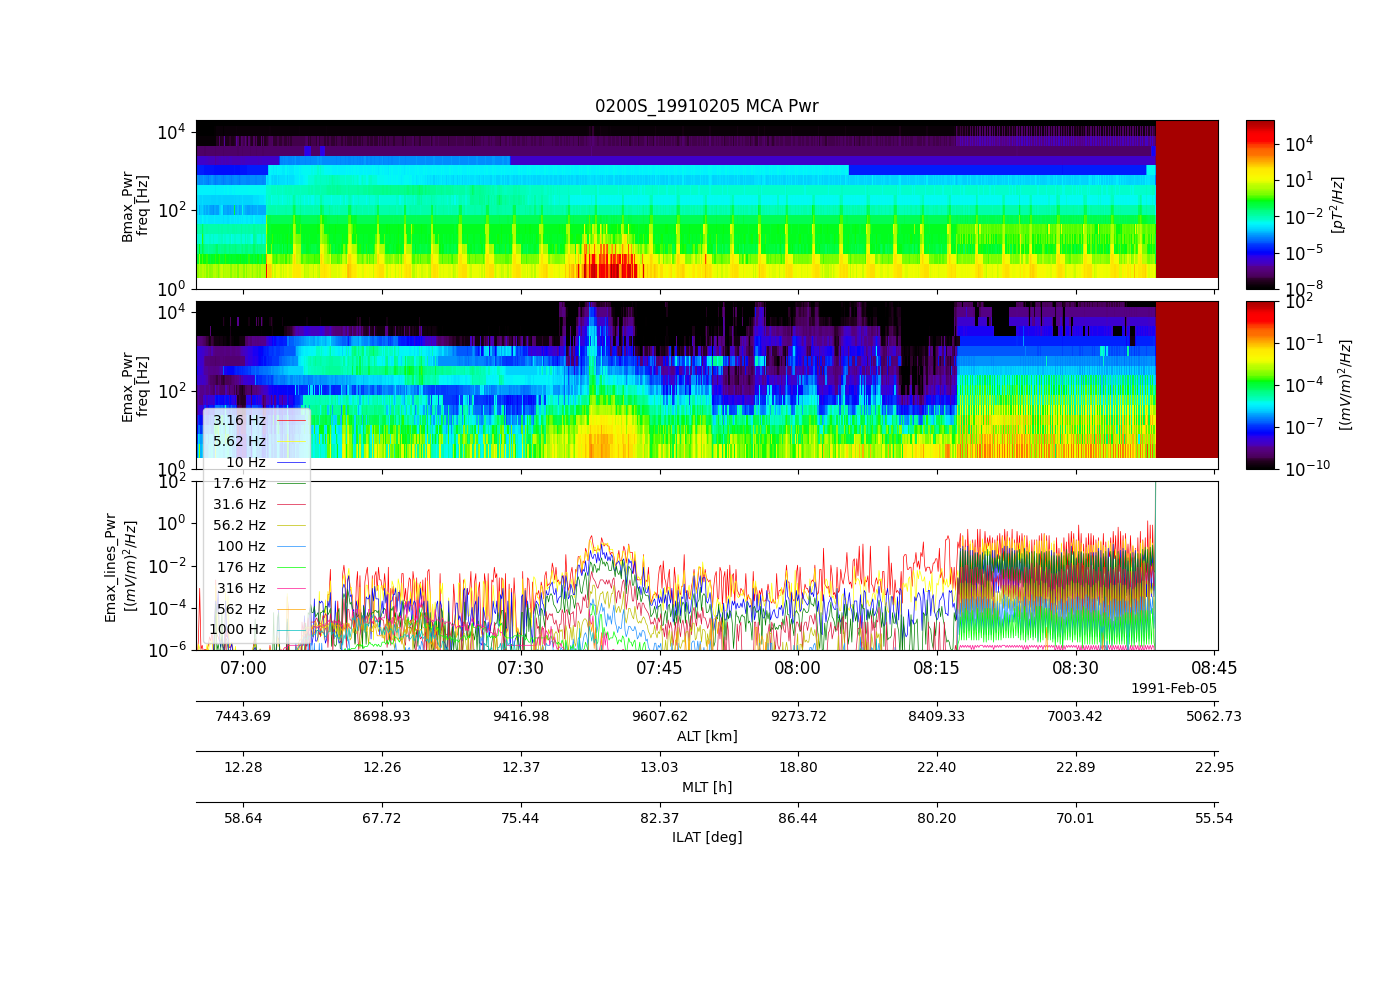 0200S_19910205 MCA Pwr
10^4
10^2
10^0
Bmax_Pwr
freq [Hz]
10^4
10^1
10^−2
10^−5
10^−8
[pT^2/Hz]
10^4
10^2
10^0
Emax_Pwr
freq [Hz]
10^2
10^−1
10^−4
10^−7
10^−10
[(mV/m)^2/Hz]
3.16 Hz
5.62 Hz
10 Hz
17.6 Hz
31.6 Hz
56.2 Hz
100 Hz
176 Hz
316 Hz
562 Hz
1000 Hz
10^2
10^0
10^−2
10^−4
10^−6
Emax_lines_Pwr
[(mV/m)^2/Hz]
07:00 07:15 07:30 07:45 08:00 08:15 08:30 08:45
1991-Feb-05
7443.69 8698.93 9416.98 9607.62 9273.72 8409.33 7003.42 5062.73
ALT [km]
12.28 12.26 12.37 13.03 18.80 22.40 22.89 22.95
MLT [h]
58.64 67.72 75.44 82.37 86.44 80.20 70.01 55.54
ILAT [deg]